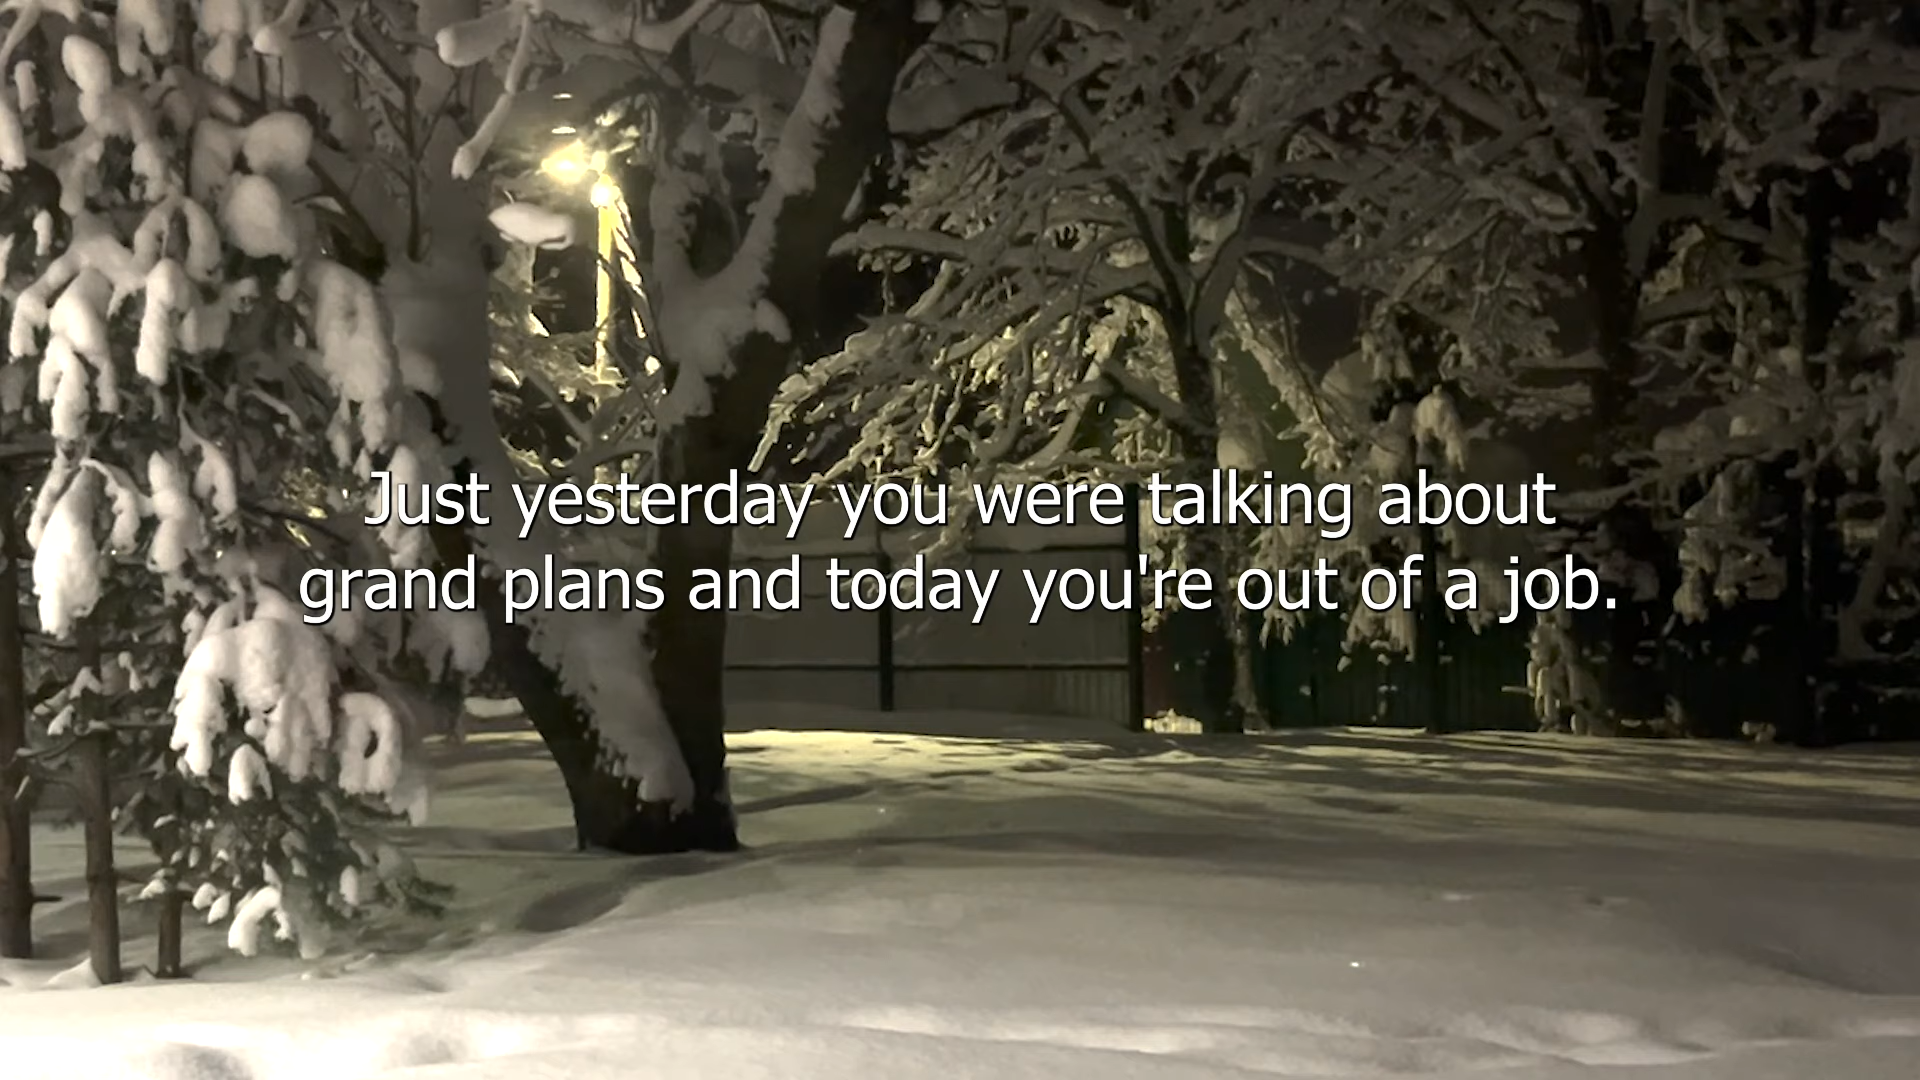 Just yesterday you were talking about
grand plans and today you're out of a job.